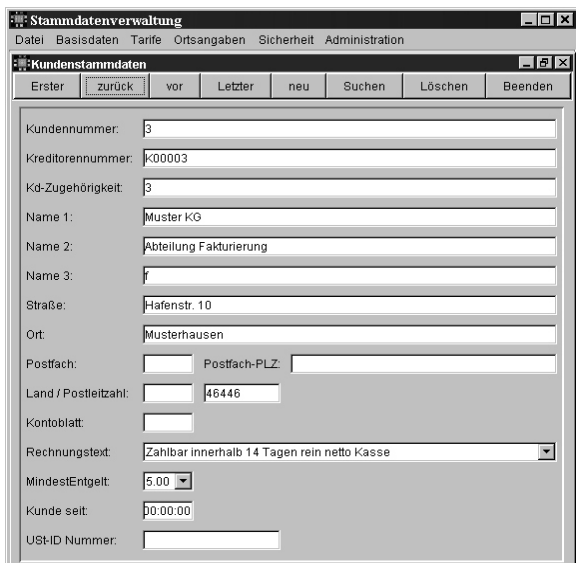 Stammdatenverwaltung
Datei Basisdaten Tarife Ortsangaben Sicherheit Administration
Kundenstammdaten
Erster zurück vor Letzter neu Suchen Löschen Beenden
Kundennummer: 3
Kreditorennummer: K00003
Kd-Zugehörigkeit: 3
Name 1: Muster KG
Name 2: Abteilung Fakturierung
Name 3: f
Straße: Hafenstr. 10
Ort: Musterhausen
Postfach: Postfach-PLZ:
Land / Postleitzahl: 46446
Kontoblatt:
Rechnungstext: Zahlbar innerhalb 14 Tagen rein netto Kasse
MindestEntgelt: 5.00
Kunde seit: 00:00:00
USt-ID Nummer: